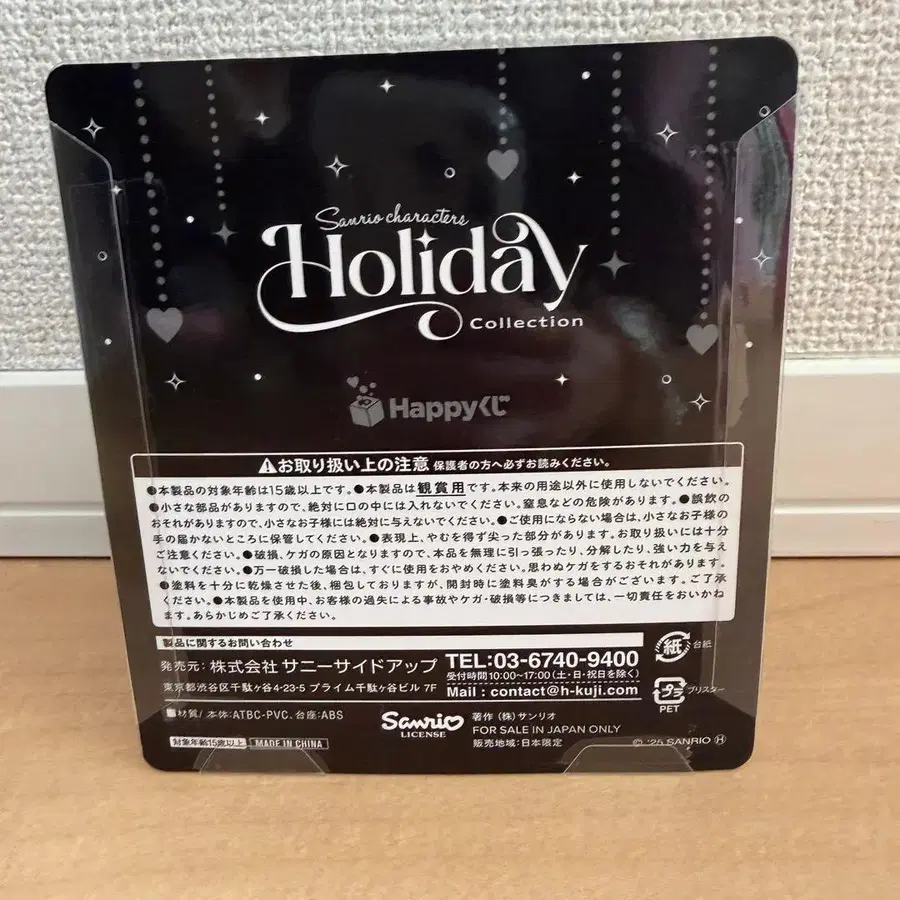 Sanrio characters
Holiday
Collection
Happyくじ
⚠お取り扱い上の注意 保護者の方へ必ずお読みください。
●本製品の対象年齢は15歳以上です。●本製品は観賞用です。本来の用途以外に使用しないでください。
●小さな部品がありますので、絶対に口の中には入れないでください。窒息などの危険があります。●誤飲の
おそれがありますので、小さなお子様には絶対に与えないでください。●ご使用にならない場合は、小さなお子様の
手の届かないところに保管してください。●表現上、やむを得ず尖った部分があります。お取り扱いには十分
ご注意ください。●破損、ケガの原因となりますので、本品を無理に引っ張ったり、分解したり、強い力を与え
ないでください。●万一破損した場合は、すぐに使用をおやめください。思わぬケガをするおそれがあります。
●塗料を十分に乾燥させた後、梱包しておりますが、開封時に塗料臭がする場合がございます。ご了承
ください。●本製品を使用中、お客様の過失による事故やケガ・破損等につきましては、一切責任をおいかね
ます。あらかじめご了承ください。
製品に関するお問い合わせ
発売元: 株式会社 サニーサイドアップ
東京都渋谷区千駄ヶ谷4-23-5 プライム千駄ヶ谷ビル 7F
TEL:03-6740-9400
受付時間10:00~17:00(土・日・祝日を除く)
Mail : contact@h-kuji.com
紙 台紙
プラ ブリスター
PET
■材質/本体:ATBC-PVC、台座:ABS
対象年齢15歳以上 MADE IN CHINA
Sanrio
LICENSE
著作(株)サンリオ
FOR SALE IN JAPAN ONLY
販売地域:日本限定
© '25 SANRIO Ⓗ